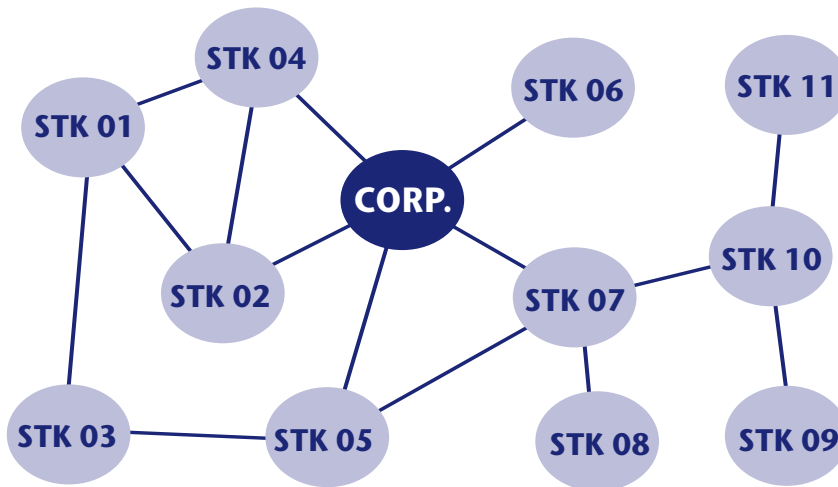 STK 04
STK 06
STK 11
STK 01
CORP.
STK 10
STK 02
STK 07
STK 03
STK 05
STK 08
STK 09